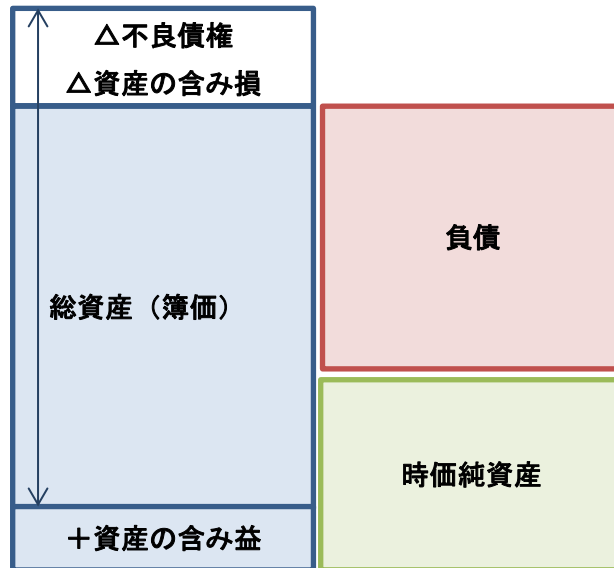 △不良債権
△資産の含み損
総資産（簿価）
＋資産の含み益
負債
時価純資産